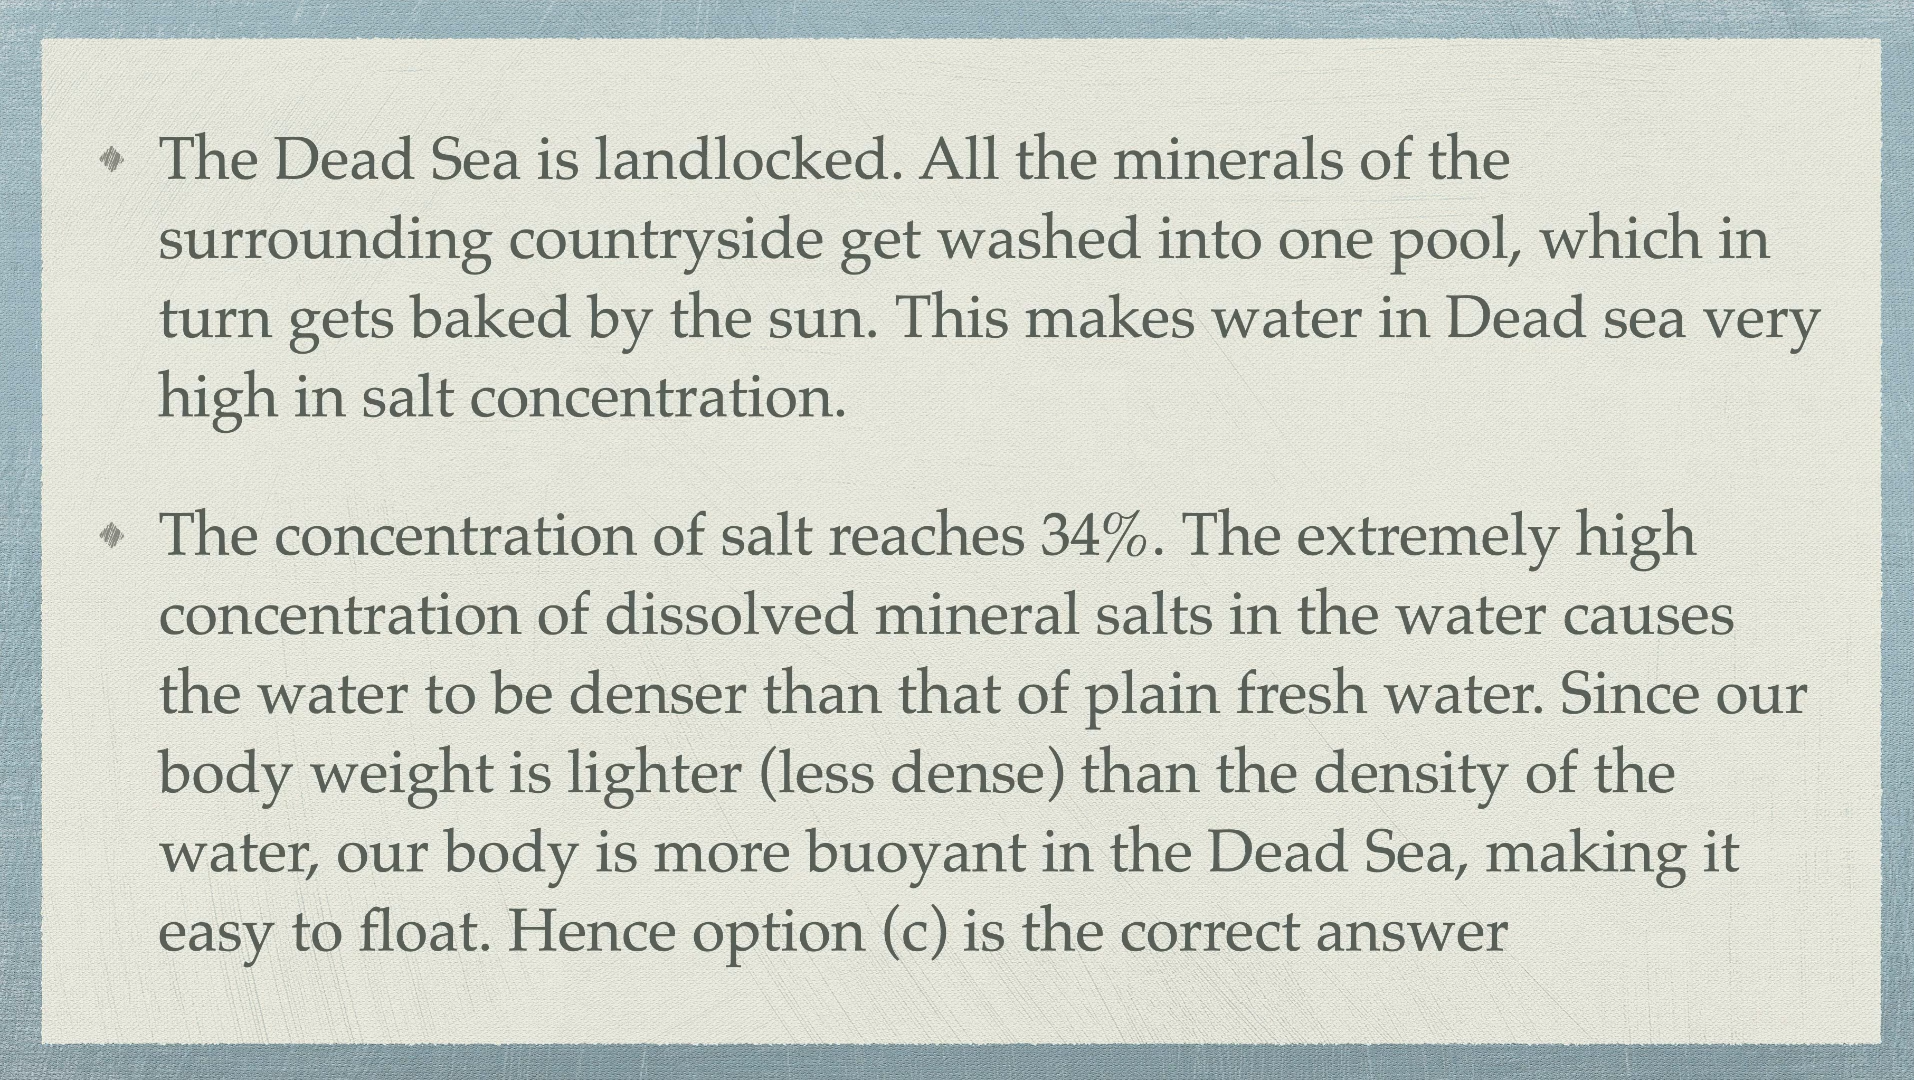 The Dead Sea is landlocked. All the minerals of the
surrounding countryside get washed into one pool, which in
turn gets baked by the sun. This makes water in Dead sea very
high in salt concentration.
The concentration of salt reaches 34%. The extremely high
concentration of dissolved mineral salts in the water causes
the water to be denser than that of plain fresh water. Since our
body weight is lighter (less dense) than the density of the
water, our body is more buoyant in the Dead Sea, making it
easy to float. Hence option (c) is the correct answer